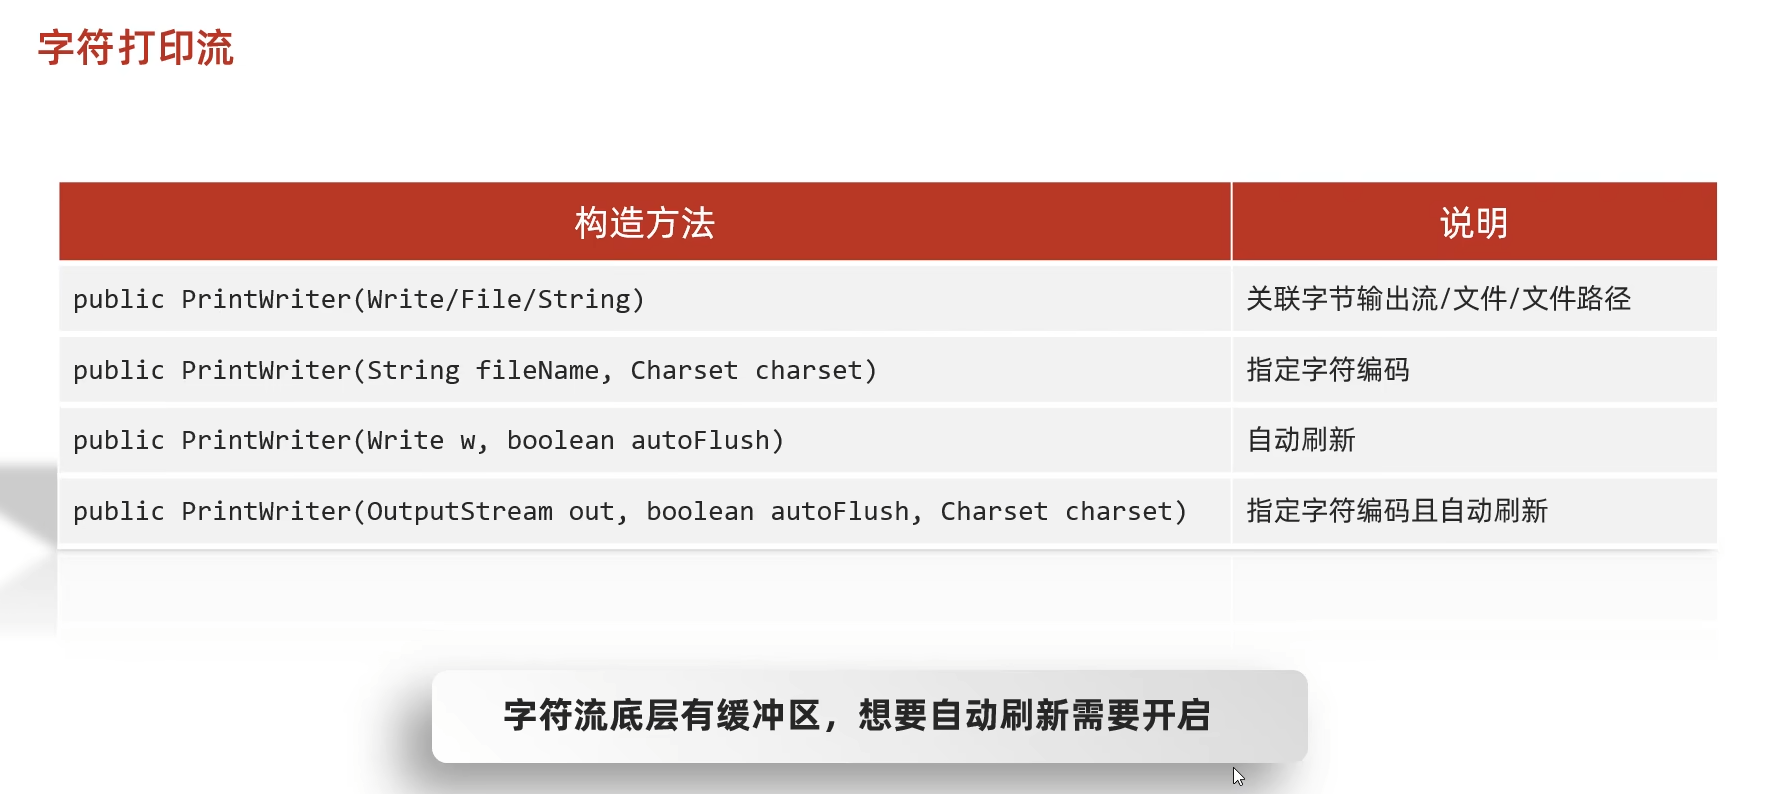 字符打印流
构造方法 说明
public PrintWriter(Write/File/String) 关联字节输出流/文件/文件路径
public PrintWriter(String fileName, Charset charset) 指定字符编码
public PrintWriter(Write w, boolean autoFlush) 自动刷新
public PrintWriter(OutputStream out, boolean autoFlush, Charset charset) 指定字符编码且自动刷新
字符流底层有缓冲区，想要自动刷新需要开启